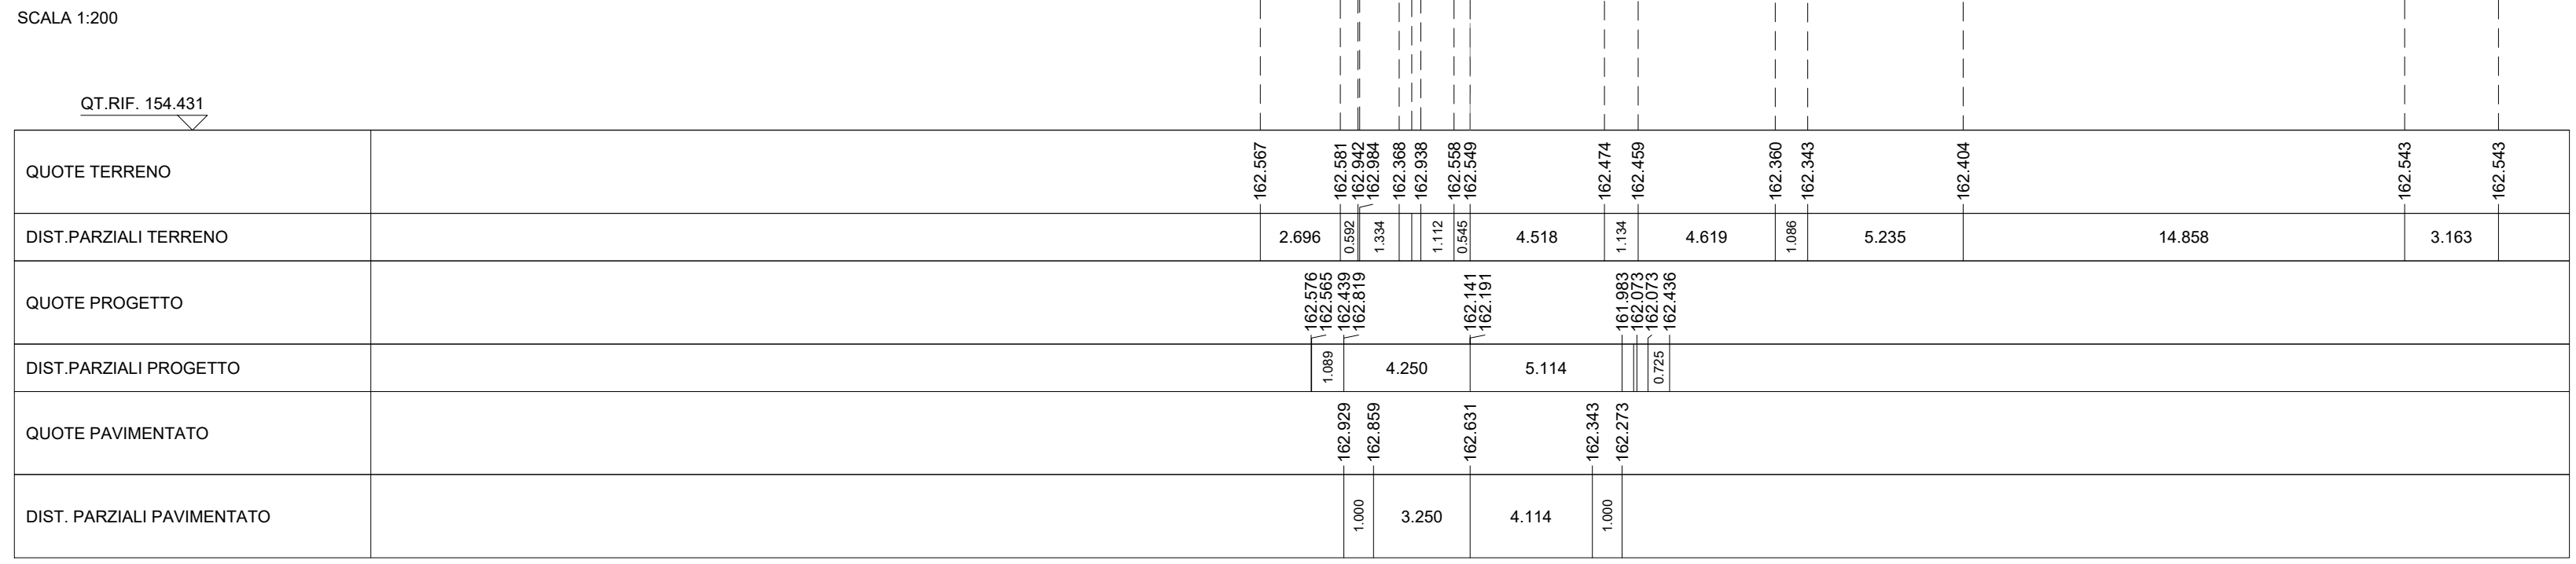 SCALA 1:200
QT.RIF. 154.431
QUOTE TERRENO 162.567 162.581 162.942 162.984 162.368 162.938 162.558 162.549 162.474 162.459 162.360 162.343 162.404 162.543 162.543
DIST.PARZIALI TERRENO 2.696 0.592 1.334 1.112 0.545 4.518 1.134 4.619 1.086 5.235 14.858 3.163
QUOTE PROGETTO 162.576 162.565 162.439 162.819 162.141 162.191 161.983 162.073 162.073 162.436
DIST.PARZIALI PROGETTO 1.089 4.250 5.114 0.725
QUOTE PAVIMENTATO 162.929 162.859 162.631 162.343 162.273
DIST. PARZIALI PAVIMENTATO 1.000 3.250 4.114 1.000